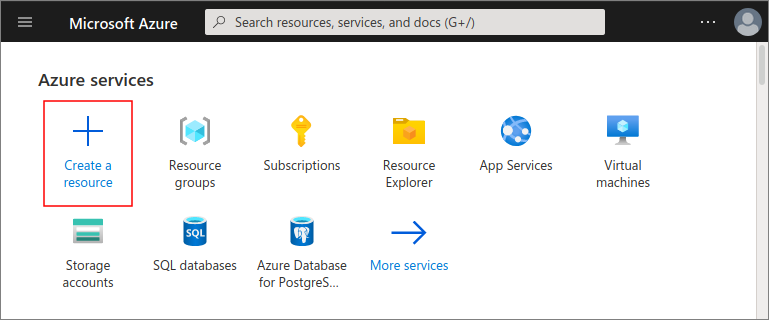 Microsoft Azure
Search resources, services, and docs (G+/)
Azure services
Create a
resource
Resource
groups
Subscriptions
Resource
Explorer
App Services
Virtual
machines
Storage
accounts
SQL
SQL databases
Azure Database
for PostgreS...
More services